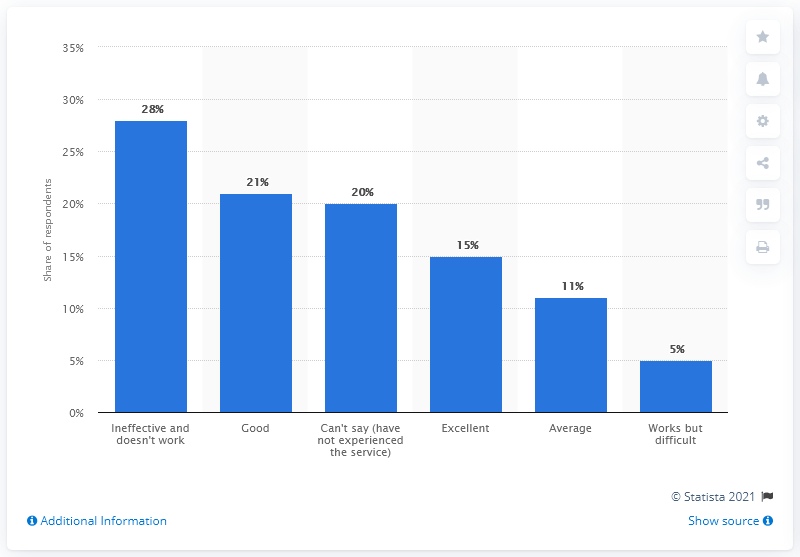 35%
30%
25%
20%
15%
10%
5%
0%
Share of respondents
28%
21%
20%
15%
11%
5%
Ineffective and
doesn't work
Good
Can't say (have
not experienced
the service)
Excellent
Average
Works but
difficult
© Statista 2021
Additional Information
Show source